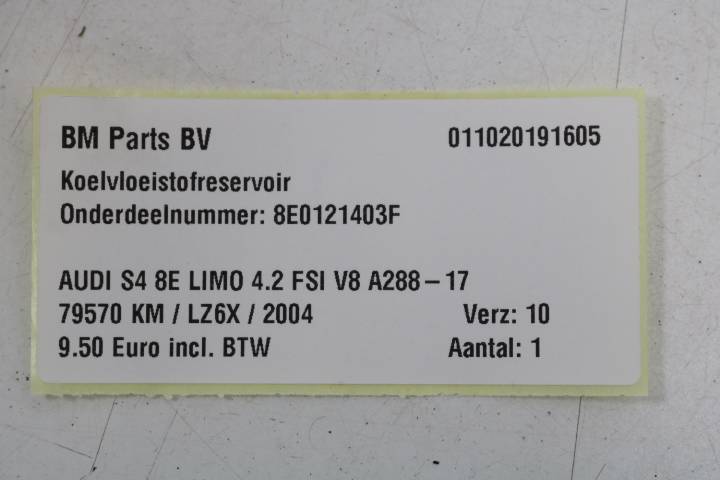 BM Parts BV 011020191605
Koelvloeistofreservoir
Onderdeelnummer: 8E0121403F
AUDI S4 8E LIMO 4.2 FSI V8 A288-17
79570 KM / LZ6X / 2004 Verz: 10
9.50 Euro incl. BTW Aantal: 1